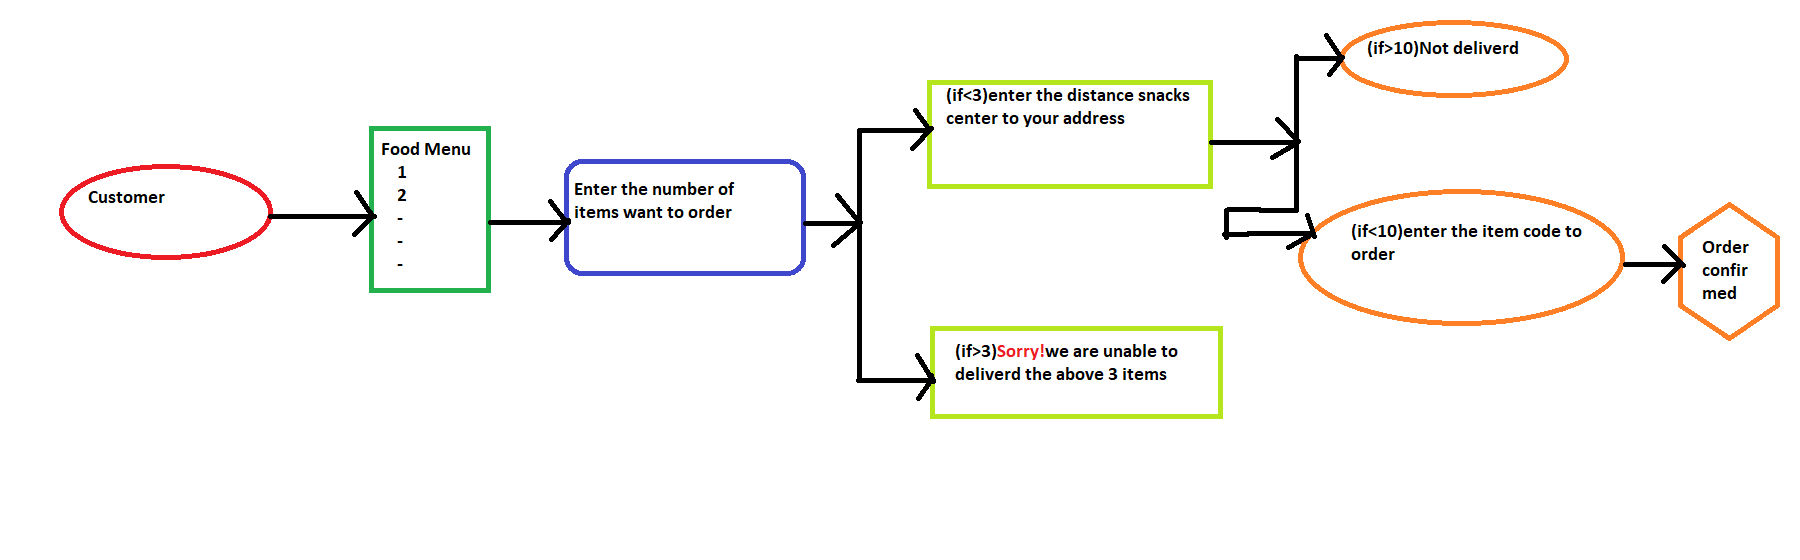 Customer
Food Menu
1
2
-
-
-
Enter the number of
items want to order
(if<3)enter the distance snacks
center to your address
(if>3)Sorry!we are unable to
deliverd the above 3 items
(if>10)Not deliverd
(if<10)enter the item code to
order
Order
confir
med